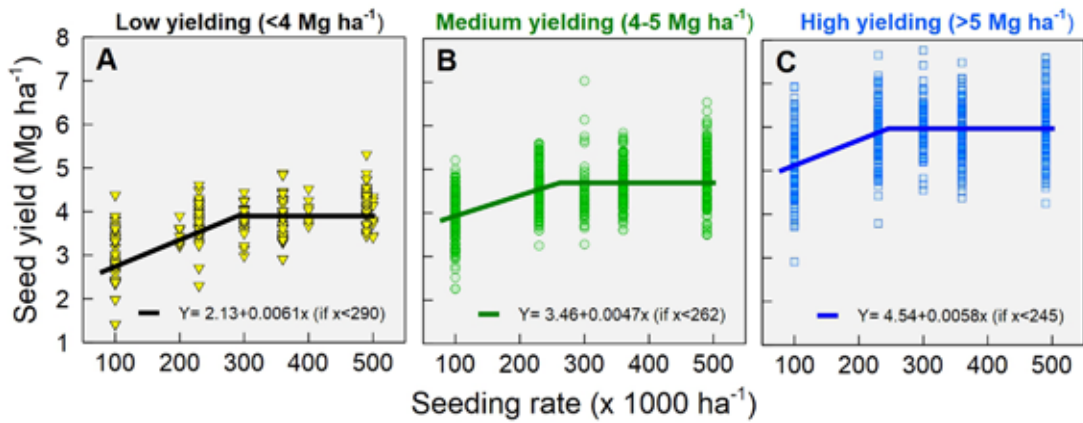 Low yielding (<4 Mg ha⁻¹)
Medium yielding (4-5 Mg ha⁻¹)
High yielding (>5 Mg ha⁻¹)
A
B
C
Seed yield (Mg ha⁻¹)
8
7
6
5
4
3
2
1
Y= 2.13+0.0061x (if x<290)
Y= 3.46+0.0047x (if x<262)
Y= 4.54+0.0058x (if x<245)
100 200 300 400 500
100 200 300 400 500
100 200 300 400 500
Seeding rate (x 1000 ha⁻¹)